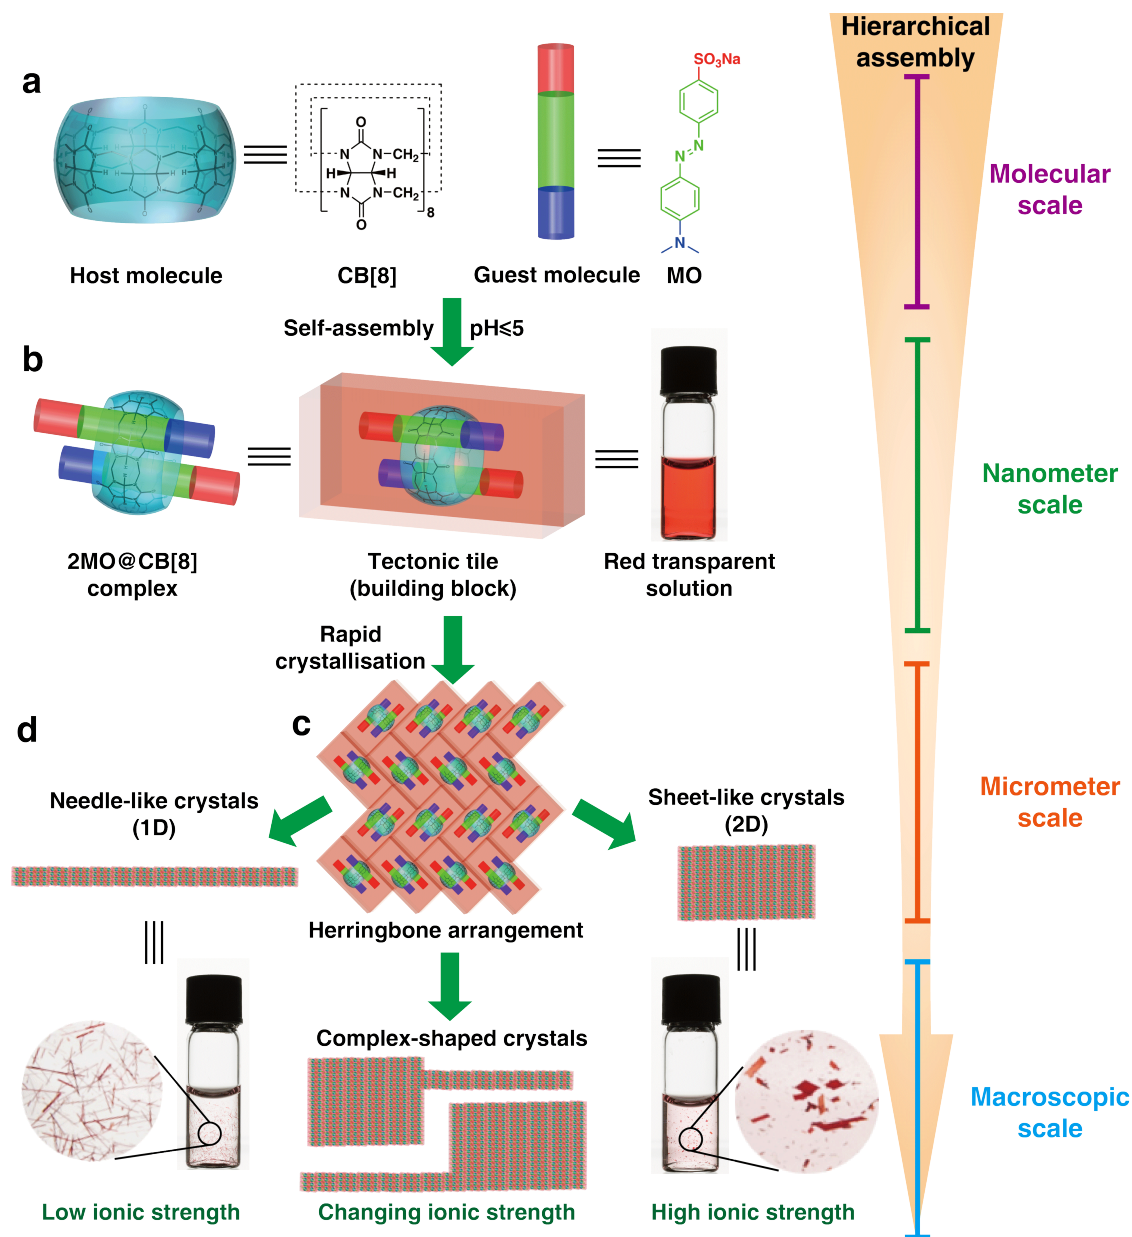 Hierarchical
assembly
a
SO3Na
N
N
N
O
N
N
CH2
H
H
N
N
CH2
O
8
Molecular
scale
Host molecule
CB[8]
Guest molecule
MO
Self-assembly
pH⩽5
b
Nanometer
scale
2MO@CB[8]
complex
Tectonic tile
(building block)
Red transparent
solution
Rapid
crystallisation
d
c
Needle-like crystals
(1D)
Sheet-like crystals
(2D)
Micrometer
scale
Herringbone arrangement
Complex-shaped crystals
Macroscopic
scale
Low ionic strength
Changing ionic strength
High ionic strength